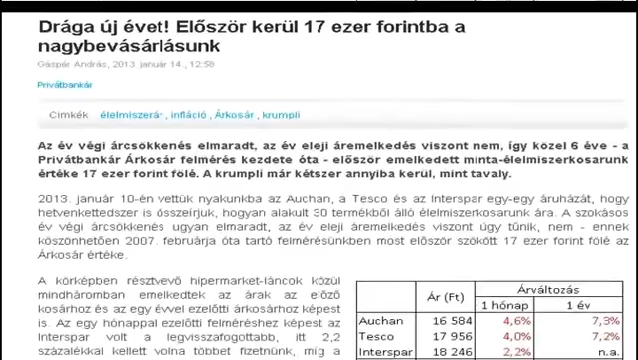 Drága új évet! Először kerül 17 ezer forintba a
nagybevásárlásunk
Gáspár András, 2013. január 14., 12:58
Privátbankár
Cimkék élelmiszerár, infláció, Árkosár, krumpli
Az év végi árcsökkenés elmaradt, az év eleji áremelkedés viszont nem, így közel 6 éve - a
Privátbankár Árkosár felmérés kezdete óta - először emelkedett minta-élelmiszerkosarunk
értéke 17 ezer forint fölé. A krumpli már kétszer annyiba kerül, mint tavaly.
2013. január 10-én vettük nyakunkba az Auchan, a Tesco és az Interspar egy-egy áruházát, hogy
hetvenkettedszer is összeírjuk, hogyan alakult 30 termékből álló élelmiszerkosarunk ára. A szokásos
év végi árcsökkenés ugyan elmaradt, az év eleji áremelkedés viszont úgy tűnik, nem - ennek
köszönhetően 2007. februárja óta tartó felmérésünkben most először szökött 17 ezer forint fölé az
Árkosár értéke.
A körképben résztvevő hipermarket-láncok közül
mindháromban emelkedtek az árak az előző
kosárhoz és az egy évvel ezelőtti árkosárhoz képest
is. Az egy hónappal ezelőtti felméréshez képest az
Interspar volt a legvisszafogottabb, itt 2,2
százalékkal kellett volna többet fizetnünk, míg a
Ár (Ft) Árváltozás
1 hónap 1 év
Auchan 16 584 4,6% 7,3%
Tesco 17 956 4,0% 7,2%
Interspar 18 246 2,2% n.a.